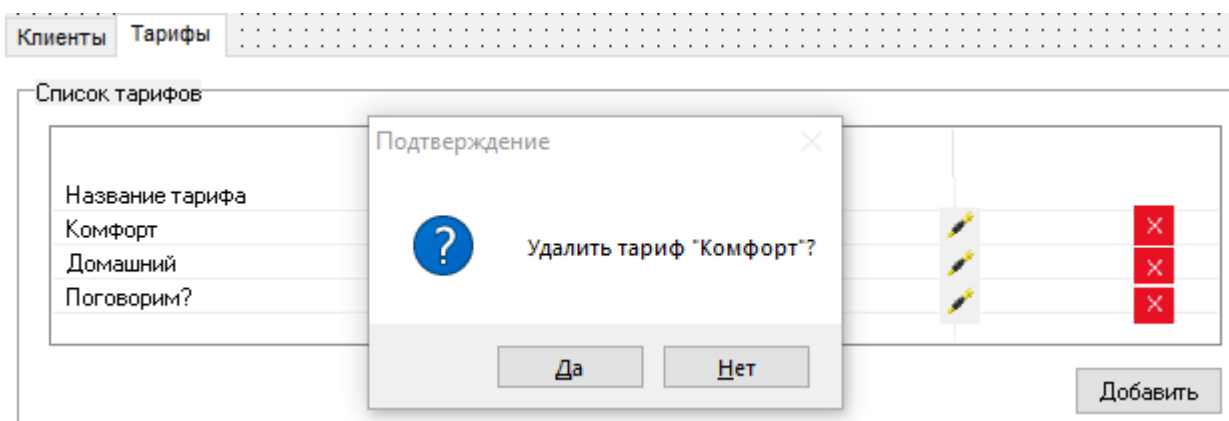 Клиенты Тарифы
Список тарифов
Подтверждение
Название тарифа
Комфорт
Домашний
Поговорим?
Удалить тариф "Комфорт"?
Да Нет
Добавить